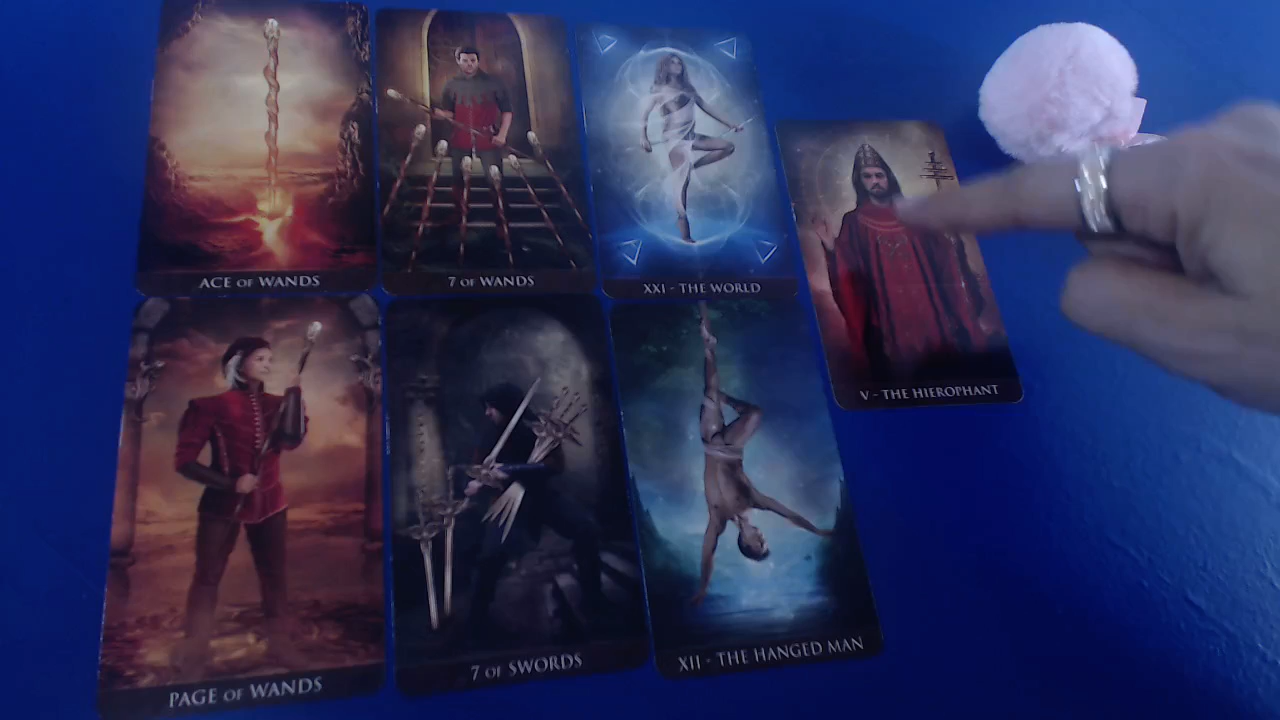 ACE OF WANDS
7 OF WANDS
XXI - THE WORLD
V - THE HIEROPHANT
PAGE OF WANDS
7 OF SWORDS
XII - THE HANGED MAN